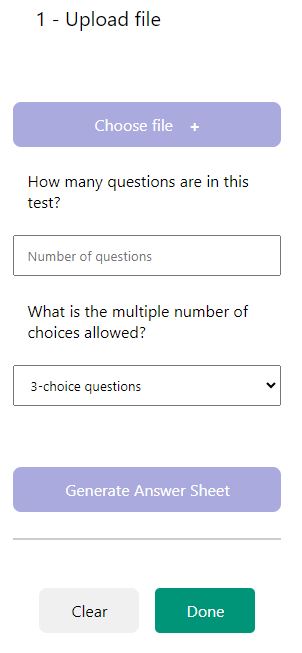 1 - Upload file
Choose file +
How many questions are in this
test?
Number of questions
What is the multiple number of
choices allowed?
3-choice questions
Generate Answer Sheet
Clear
Done